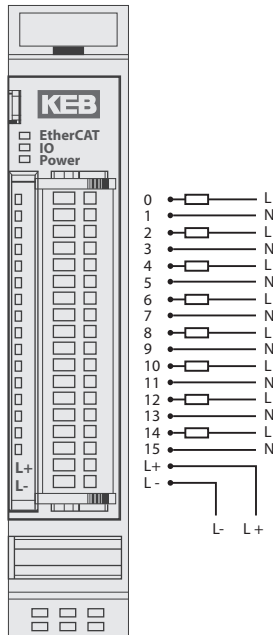 KEB
EtherCAT
IO
Power
L+
L-
0 L
1 N
2 L
3 N
4 L
5 N
6 L
7 N
8 L
9 N
10 L
11 N
12 L
13 N
14 L
15 N
L+
L -
L- L +